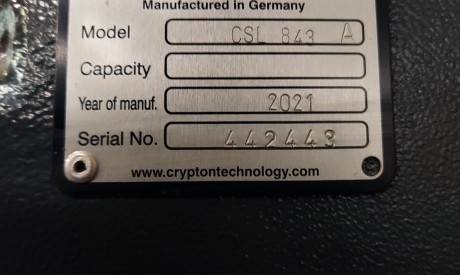 Manufactured in Germany
Model CSL 843 A
Capacity
Year of manuf. 2021
Serial No. 442443
www.cryptontechnology.com